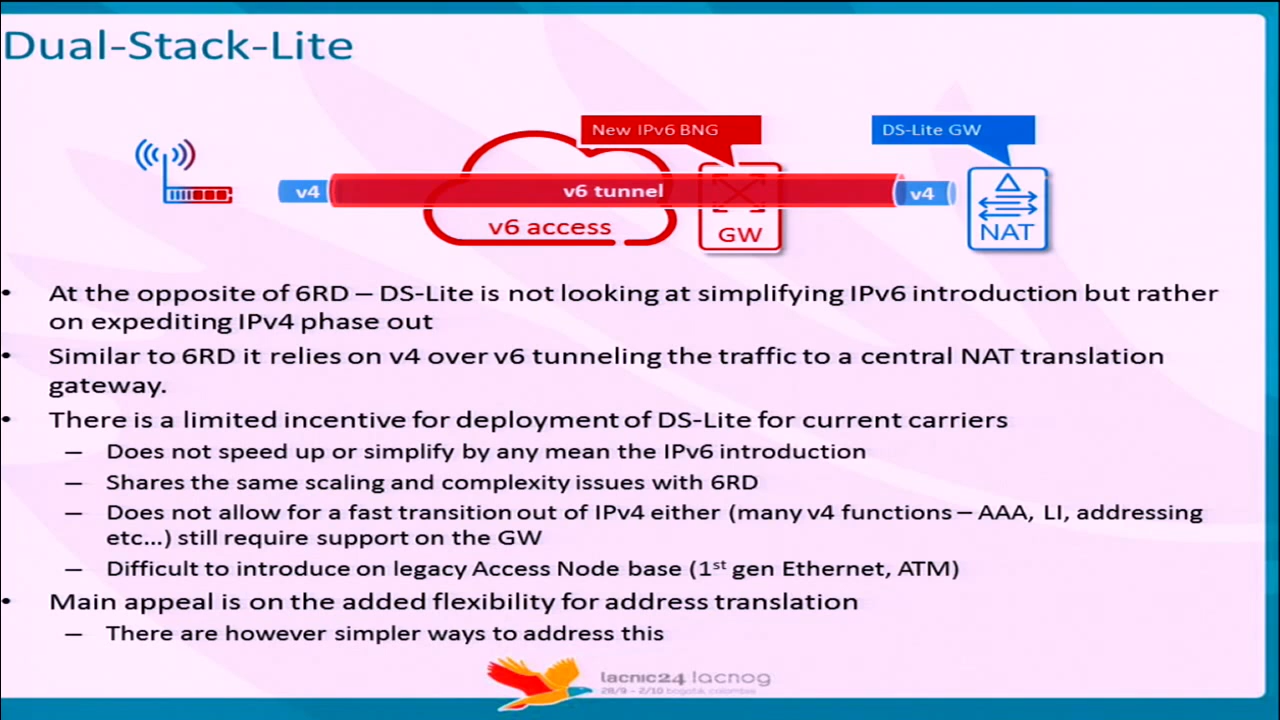 Dual-Stack-Lite
New IPv6 BNG
DS-Lite GW
v4
v6 tunnel
v4
v6 access
GW
NAT
• At the opposite of 6RD – DS-Lite is not looking at simplifying IPv6 introduction but rather
on expediting IPv4 phase out
• Similar to 6RD it relies on v4 over v6 tunneling the traffic to a central NAT translation
gateway.
• There is a limited incentive for deployment of DS-Lite for current carriers
– Does not speed up or simplify by any mean the IPv6 introduction
– Shares the same scaling and complexity issues with 6RD
– Does not allow for a fast transition out of IPv4 either (many v4 functions – AAA, LI, addressing
etc...) still require support on the GW
– Difficult to introduce on legacy Access Node base (1st gen Ethernet, ATM)
• Main appeal is on the added flexibility for address translation
– There are however simpler ways to address this
lacnic24 lacnog
28/9 - 2/10 bogotá, colombia